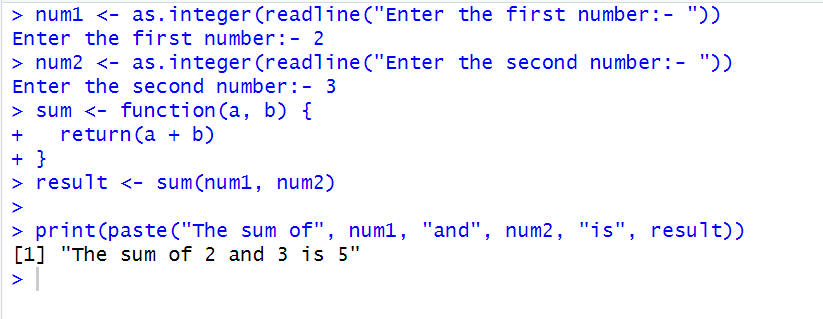 > num1 <- as.integer(readline("Enter the first number:- "))
Enter the first number:- 2
> num2 <- as.integer(readline("Enter the second number:- "))
Enter the second number:- 3
> sum <- function(a, b) {
+   return(a + b)
+ }
> result <- sum(num1, num2)
>
> print(paste("The sum of", num1, "and", num2, "is", result))
[1] "The sum of 2 and 3 is 5"
>